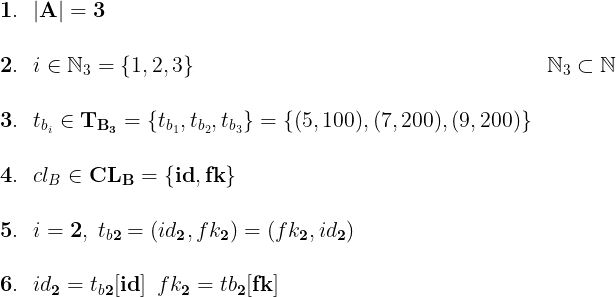 1. |A| = 3
2. i ∈ ℕ₃ = {1, 2, 3} ℕ₃ ⊂ ℕ
3. t_{b_i} ∈ T_{B_3} = {t_{b_1}, t_{b_2}, t_{b_3}} = {(5, 100), (7, 200), (9, 200)}
4. cl_B ∈ CL_B = {id, fk}
5. i = 2, t_{b2} = (id₂, fk₂) = (fk₂, id₂)
6. id₂ = t_{b2}[id] fk₂ = tb₂[fk]